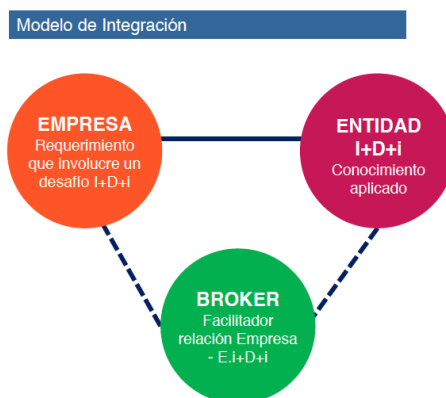 Modelo de Integración
EMPRESA
Requerimiento
que involucre un
desafío I+D+i
ENTIDAD
I+D+i
Conocimiento
aplicado
BROKER
Facilitador
relación Empresa
- E.i+D+i